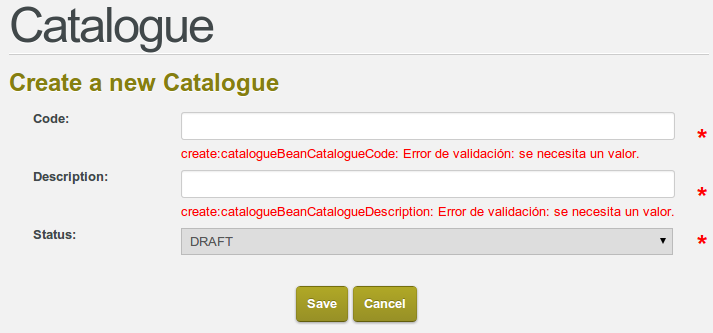 Catalogue
Create a new Catalogue
Code:
*
create:catalogueBeanCatalogueCode: Error de validación: se necesita un valor.
Description:
*
create:catalogueBeanCatalogueDescription: Error de validación: se necesita un valor.
Status: DRAFT *
Save Cancel